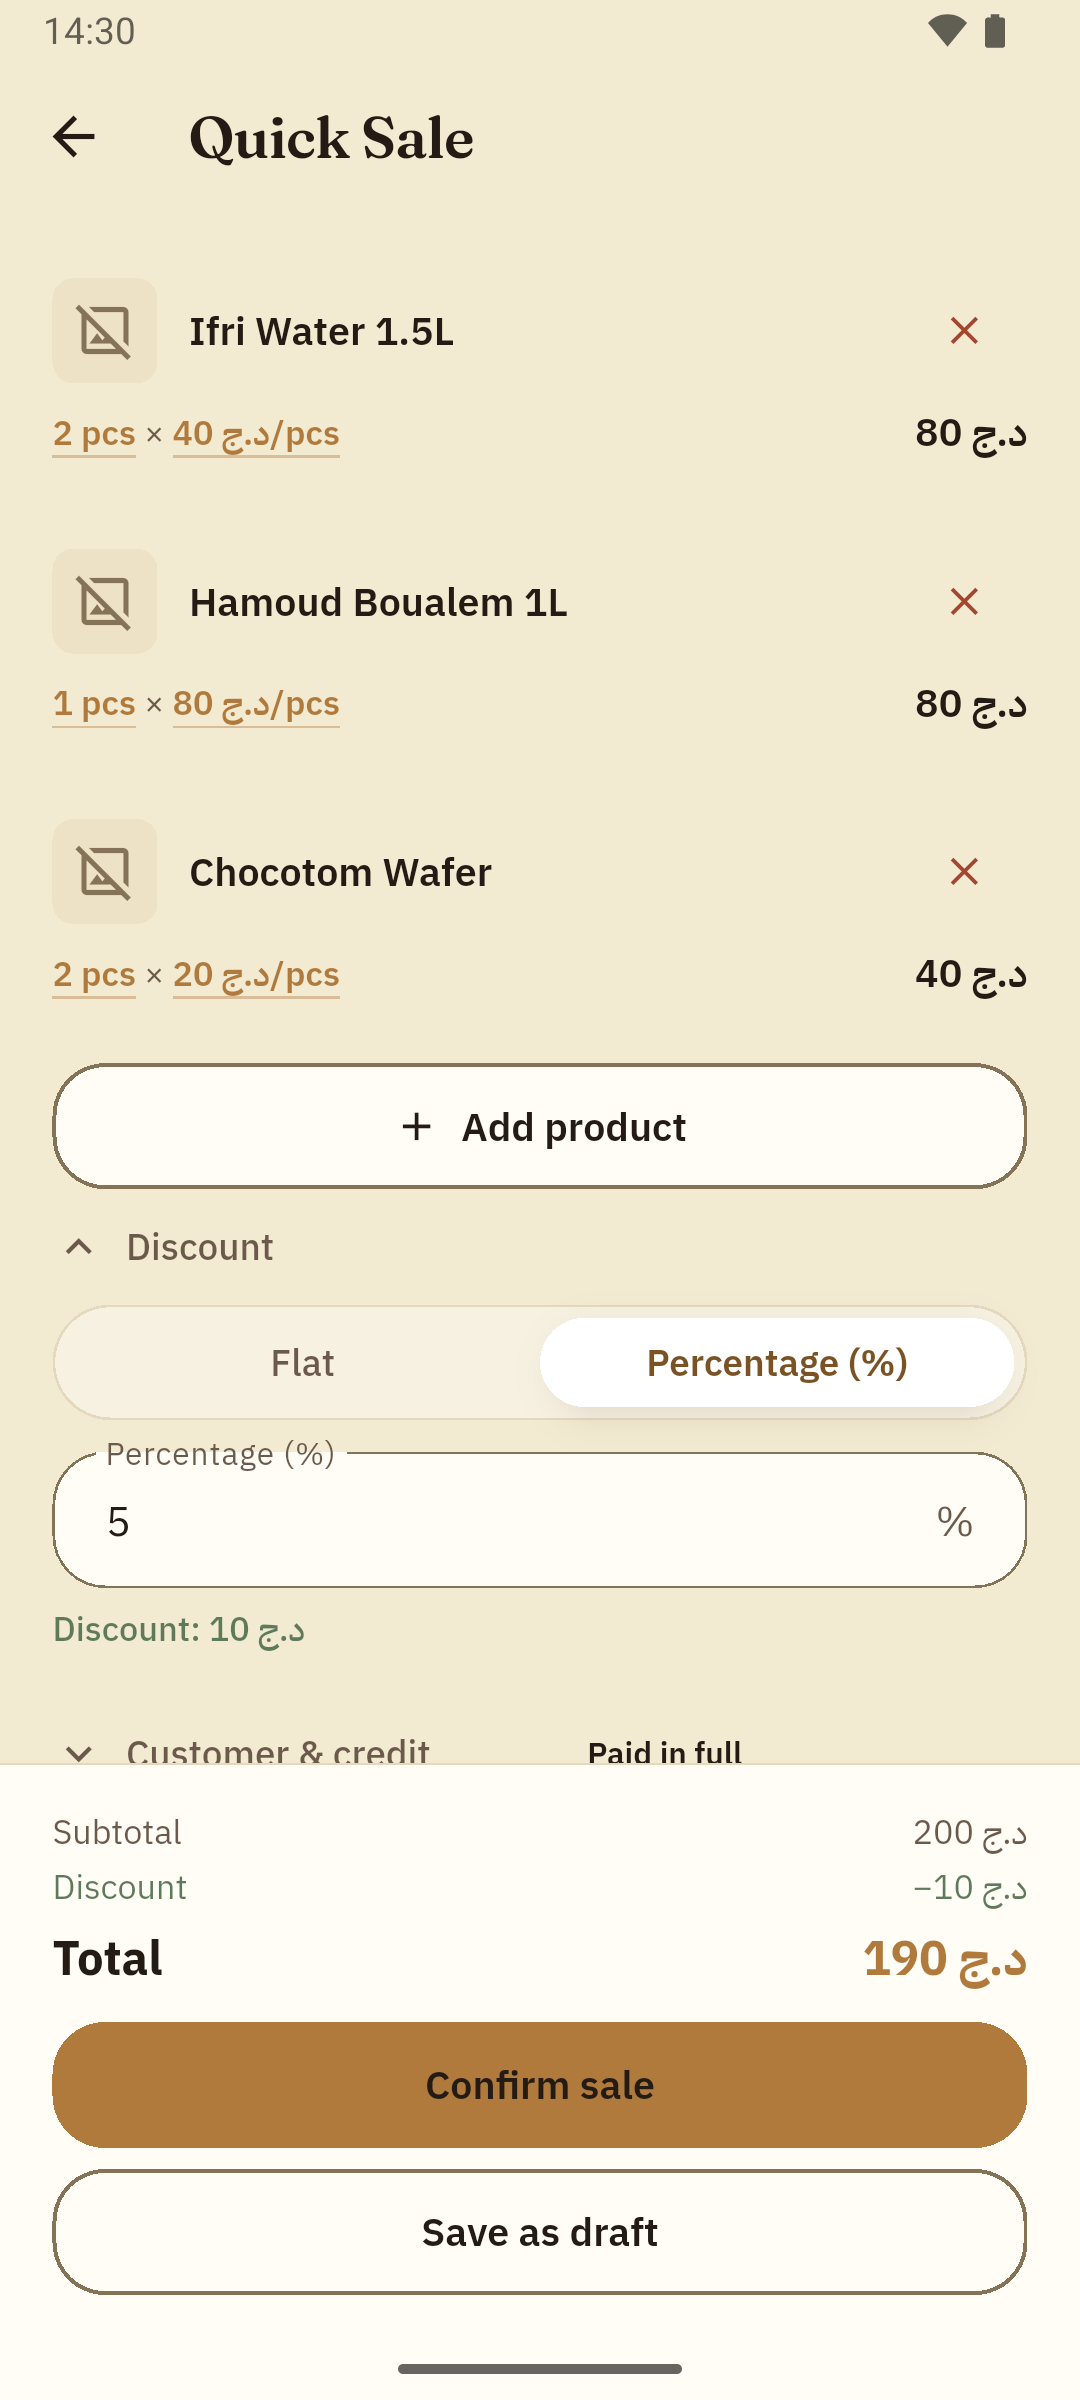 14:30
Quick Sale
Ifri Water 1.5L
2 pcs × 40 د.ج/pcs
80 د.ج
Hamoud Boualem 1L
1 pcs × 80 د.ج/pcs
80 د.ج
Chocotom Wafer
2 pcs × 20 د.ج/pcs
40 د.ج
Add product
Discount
Flat
Percentage (%)
Percentage (%)
5 %
Discount: 10 د.ج
Customer & credit
Paid in full
Subtotal
200 د.ج
Discount
−10 د.ج
Total
190 د.ج
Confirm sale
Save as draft